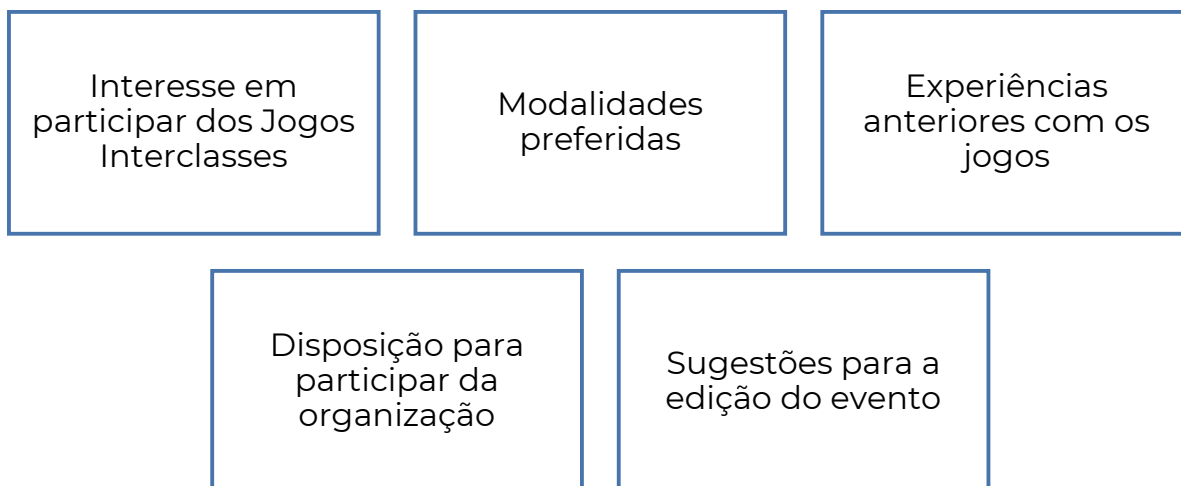 Interesse em
participar dos Jogos
Interclasses
Modalidades
preferidas
Experiências
anteriores com os
jogos
Disposição para
participar da
organização
Sugestões para a
edição do evento